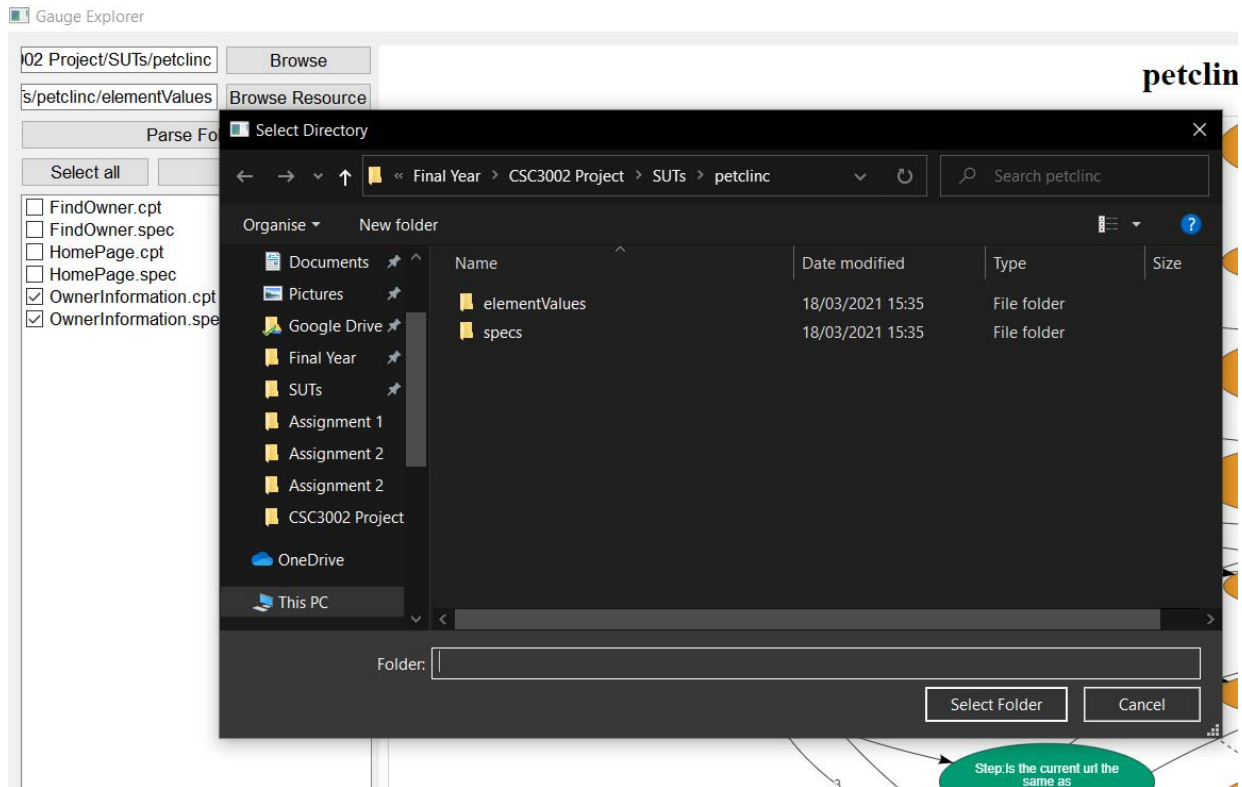 Gauge Explorer
)02 Project/SUTs/petclinc Browse
s/petclinc/elementValues Browse Resource
petclin
Parse Fol
Select Directory
Select all
« Final Year > CSC3002 Project > SUTs > petclinc
Search petclinc
Organise New folder
FindOwner.cpt
FindOwner.spec
HomePage.cpt
HomePage.spec
OwnerInformation.cpt
OwnerInformation.spe
Documents
Pictures
Google Drive
Final Year
SUTs
Assignment 1
Assignment 2
Assignment 2
CSC3002 Project
OneDrive
This PC
Name Date modified Type Size
elementValues 18/03/2021 15:35 File folder
specs 18/03/2021 15:35 File folder
Folder:
Select Folder Cancel
3
Step:Is the current url the
same as